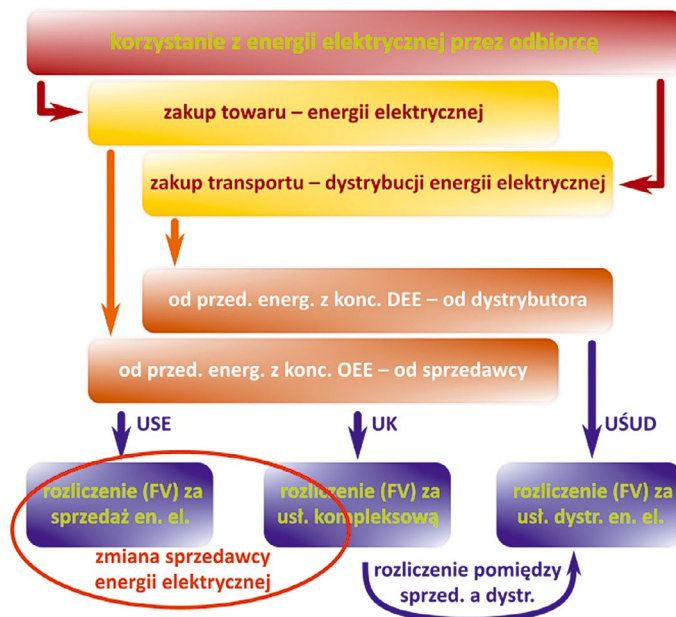 korzystanie z energii elektrycznej przez odbiorcę
zakup towaru – energii elektrycznej
zakup transportu – dystrybucji energii elektrycznej
od przed. energ. z konc. DEE – od dystrybutora
od przed. energ. z konc. OEE – od sprzedawcy
USE
UK
UŚUD
rozliczenie (FV) za
sprzedaż en. el.
rozliczenie (FV) za
usł. kompleksową
rozliczenie (FV) za
usł. dystr. en. el.
zmiana sprzedawcy
energii elektrycznej
rozliczenie pomiędzy
sprzed. a dystr.